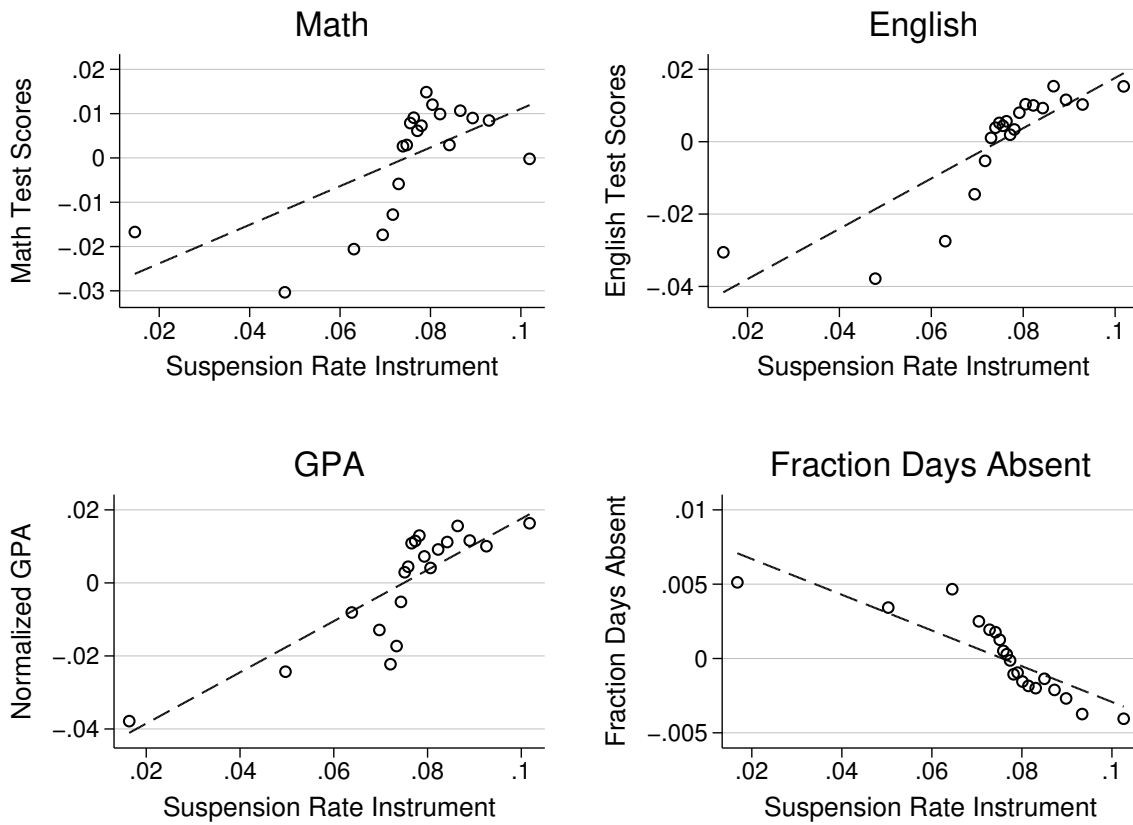 Math
Math Test Scores
.02
.01
0
−.01
−.02
−.03
.02 .04 .06 .08 .1
Suspension Rate Instrument
English
English Test Scores
.02
0
−.02
−.04
.02 .04 .06 .08 .1
Suspension Rate Instrument
GPA
Normalized GPA
.02
0
−.02
−.04
.02 .04 .06 .08 .1
Suspension Rate Instrument
Fraction Days Absent
Fraction Days Absent
.01
.005
0
−.005
.02 .04 .06 .08 .1
Suspension Rate Instrument